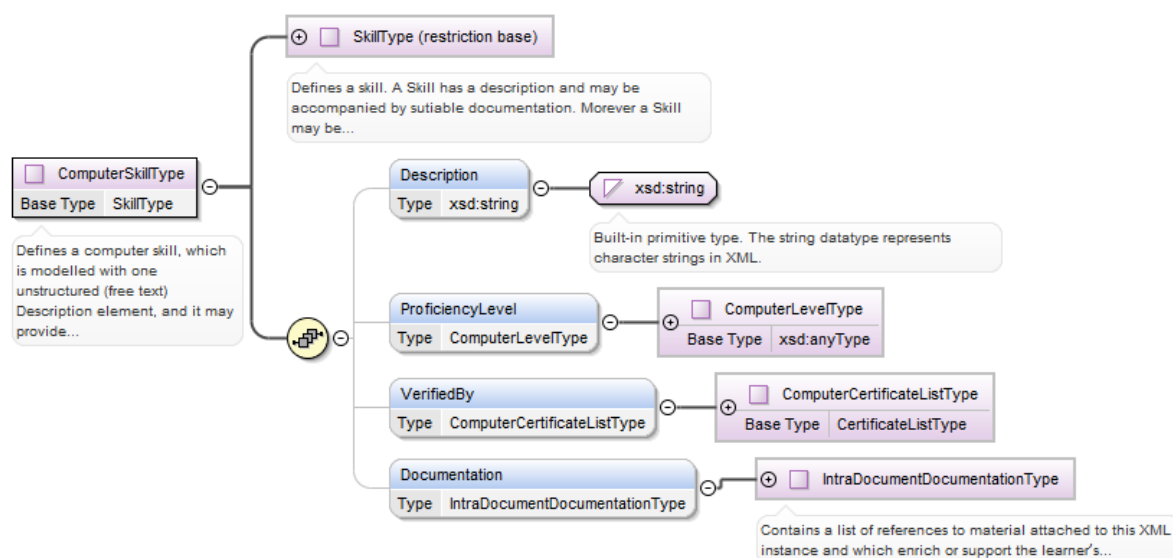 SkillType (restriction base)
Defines a skill. A Skill has a description and may be
accompanied by sutiable documentation. Morever a Skill
may be...
ComputerSkillType
Base Type SkillType
Defines a computer skill, which
is modelled with one
unstructured (free text)
Description element, and it may
provide...
Description
Type xsd:string
xsd:string
Built-in primitive type. The string datatype represents
character strings in XML.
ProficiencyLevel
Type ComputerLevelType
ComputerLevelType
Base Type xsd:anyType
VerifiedBy
Type ComputerCertificateListType
ComputerCertificateListType
Base Type CertificateListType
Documentation
Type IntraDocumentDocumentationType
IntraDocumentDocumentationType
Contains a list of references to material attached to this XML
instance and which enrich or support the learner's...